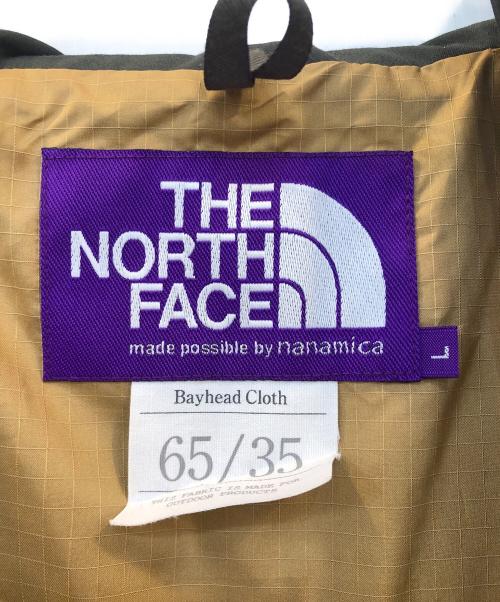 THE
NORTH
FACE
made possible by nanamica
L
Bayhead Cloth
65/35
THIS FABRIC IS MADE FOR
OUTDOOR PRODUCTS